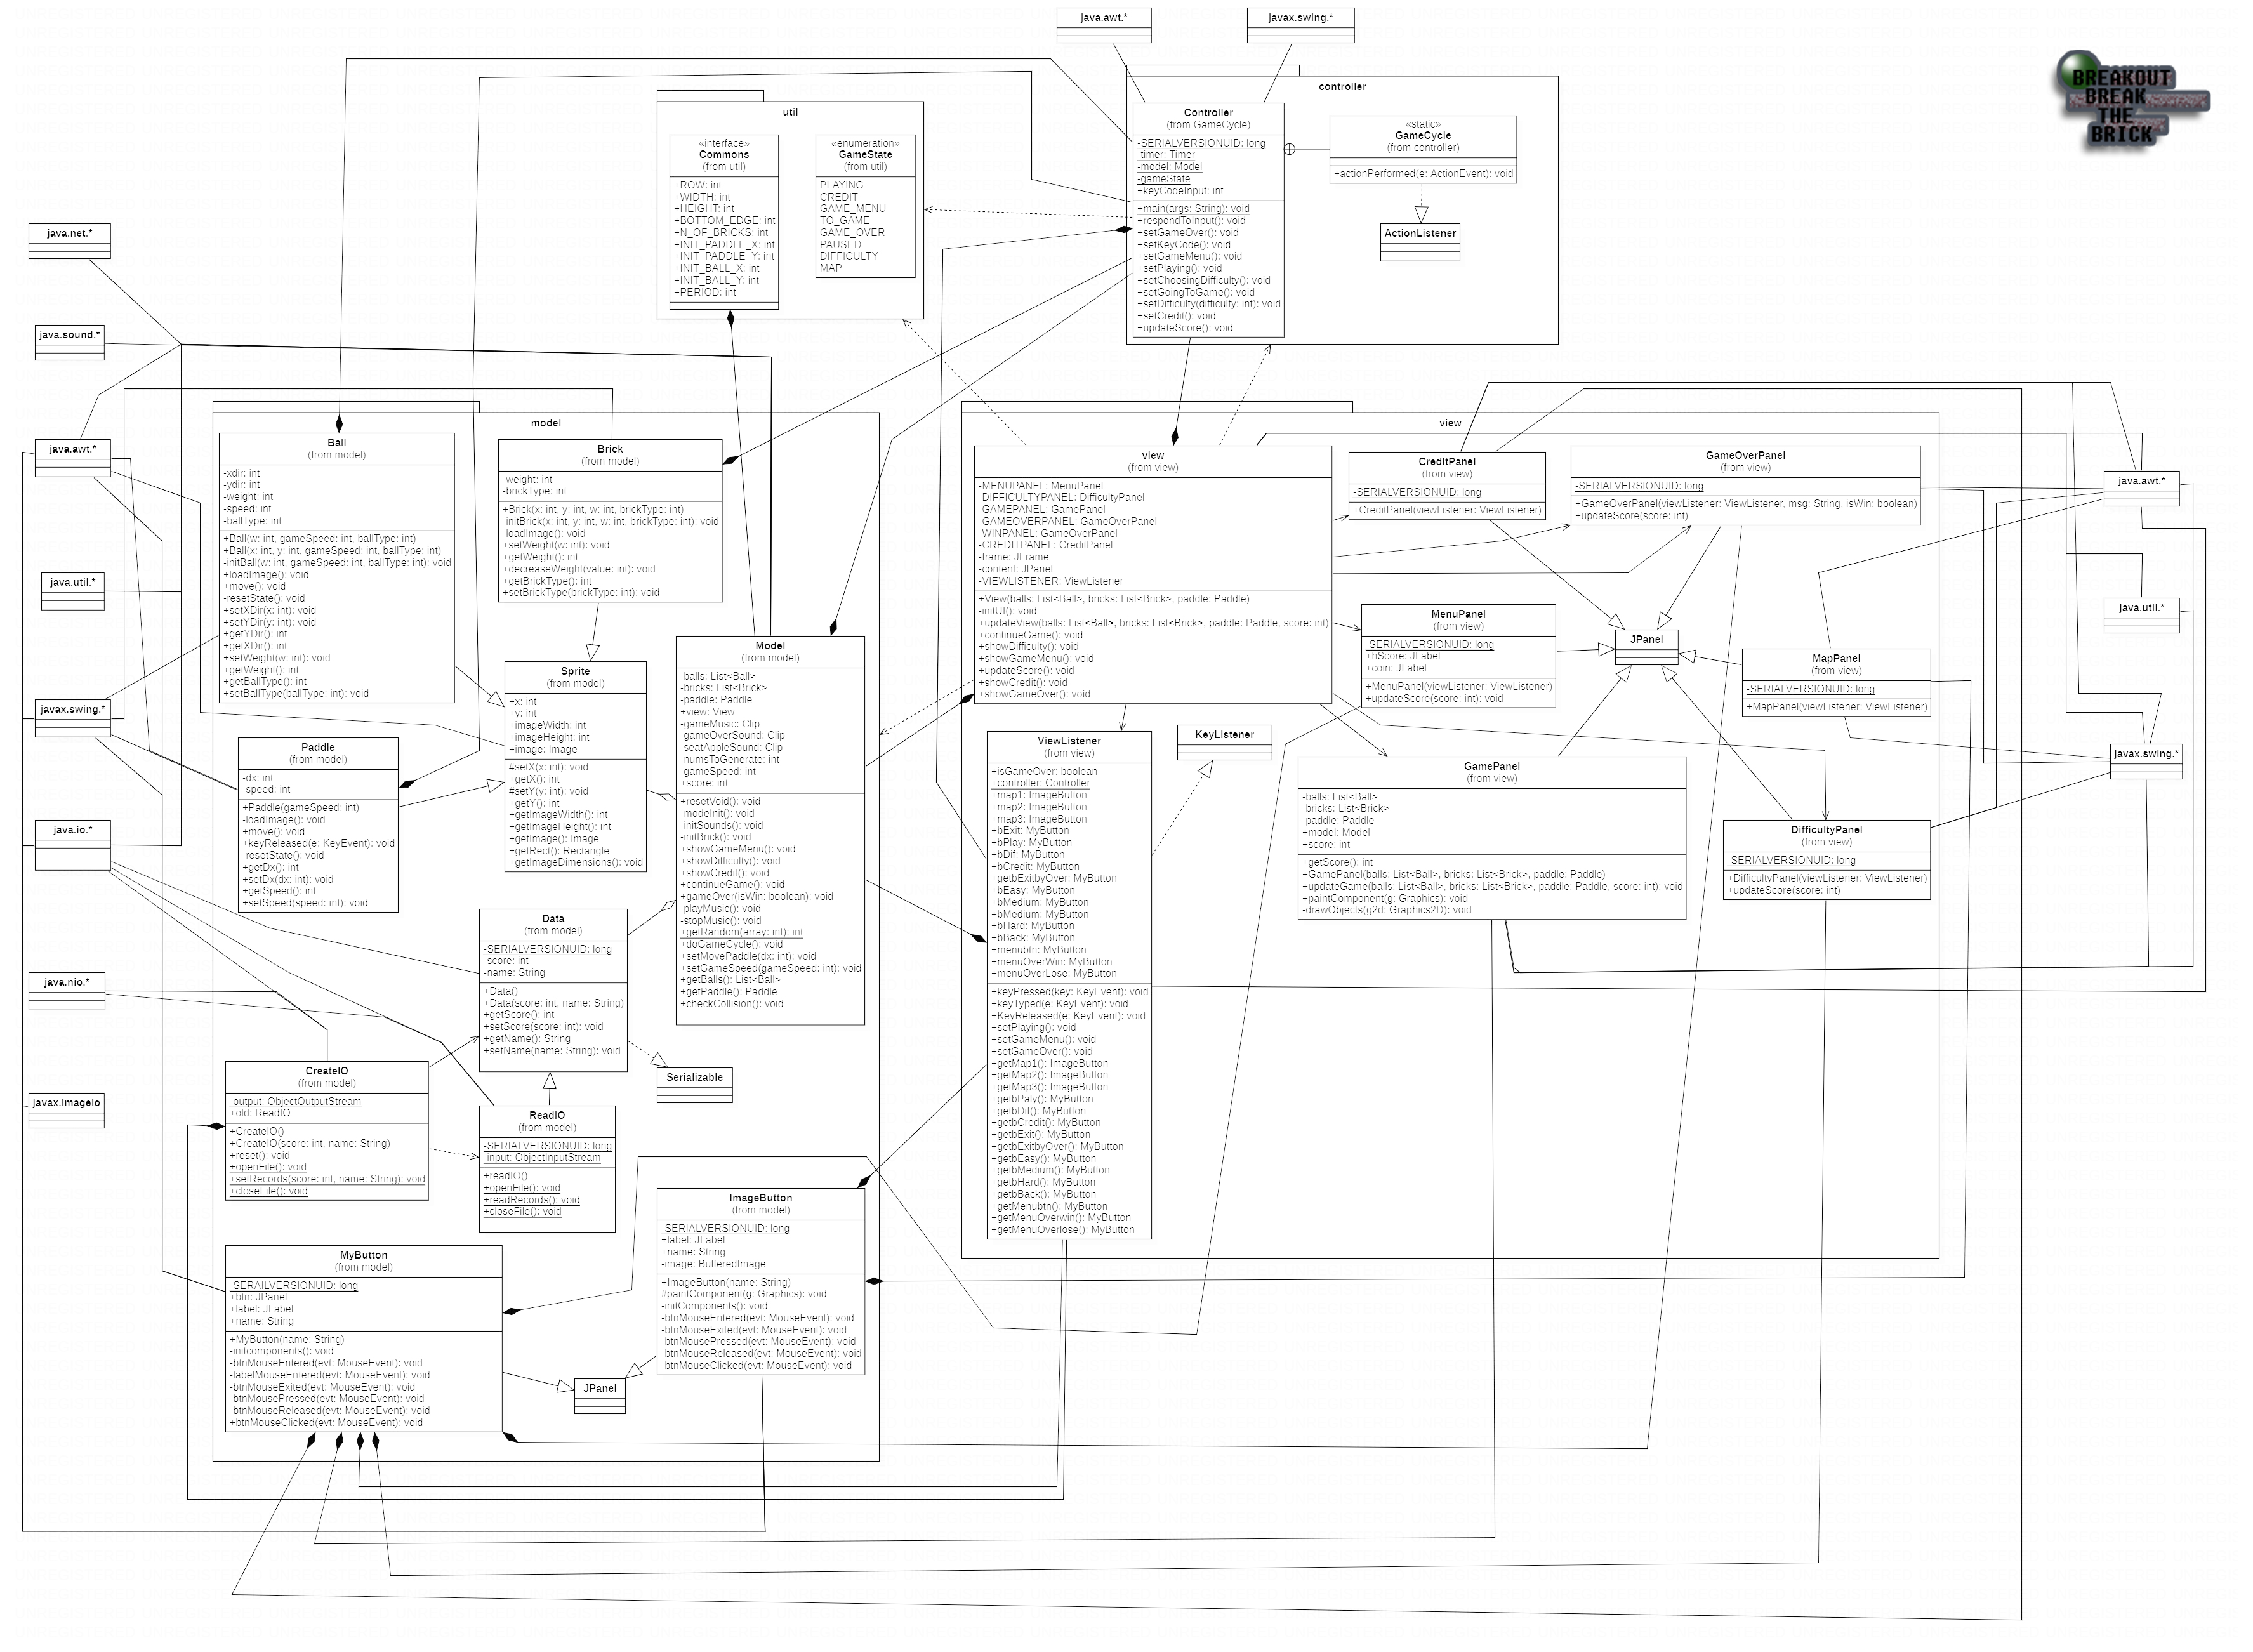 java.awt.*
javax.swing.*
BREAKOUT
BREAK
THE
BRICK
controller
Controller
(from GameCycle)
-SERIALVERSIONUID: long
-timer: Timer
-model: Model
-gameState
+keyCodeInput: int
+main(args: String): void
+respondToInput(): void
+setGameOver(): void
+setKeyCode(): void
+setGameMenu(): void
+setPlaying(): void
+setChoosingDifficulty(): void
+setGoingToGame(): void
+setDifficulty(difficulty: int): void
+setCredit(): void
+updateScore(): void
«static»
GameCycle
(from controller)
+actionPerformed(e: ActionEvent): void
ActionListener
util
«interface»
Commons
(from util)
+ROW: int
+WIDTH: int
+HEIGHT: int
+BOTTOM_EDGE: int
+N_OF_BRICKS: int
+INIT_PADDLE_X: int
+INIT_PADDLE_Y: int
+INIT_BALL_X: int
+INIT_BALL_Y: int
+PERIOD: int
«enumeration»
GameState
(from util)
PLAYING
CREDIT
GAME_MENU
TO_GAME
GAME_OVER
PAUSED
DIFFICULTY
MAP
java.net.*
java.sound.*
java.awt.*
java.util.*
javax.swing.*
java.io.*
java.nio.*
javax.Imageio
model
Ball
(from model)
-xdir: int
-ydir: int
-weight: int
-speed: int
-ballType: int
+Ball(w: int, gameSpeed: int, ballType: int)
+Ball(x: int, y: int, gameSpeed: int, ballType: int)
-initBall(w: int, gameSpeed: int, ballType: int): void
+loadImage(): void
+move(): void
-resetState(): void
+setXDir(x: int): void
+setYDir(y: int): void
+getYDir(): int
+getXDir(): int
+setWeight(w: int): void
+getWeight(): int
+getBallType(): int
+setBallType(ballType: int): void
Brick
(from model)
-weight: int
-brickType: int
+Brick(x: int, y: int, w: int, brickType: int)
-initBrick(x: int, y: int, w: int, brickType: int): void
-loadImage(): void
+setWeight(w: int): void
+getWeight(): int
+decreaseWeight(value: int): void
+getBrickType(): int
+setBrickType(brickType: int): void
Sprite
(from model)
+x: int
+y: int
+imageWidth: int
+imageHeight: int
+image: Image
#setX(x: int): void
+getX(): int
#setY(y: int): void
+getY(): int
+getImageWidth(): int
+getImageHeight(): int
+getImage(): Image
+getRect(): Rectangle
+getImageDimensions(): void
Paddle
(from model)
-dx: int
-speed: int
+Paddle(gameSpeed: int)
-loadImage(): void
+move(): void
+keyReleased(e: KeyEvent): void
-resetState(): void
+getDx(): int
+setDx(dx: int): void
+getSpeed(): int
+setSpeed(speed: int): void
Model
(from model)
-balls: List<Ball>
-bricks: List<Brick>
-paddle: Paddle
+view: View
-gameMusic: Clip
-gameOverSound: Clip
-seatAppleSound: Clip
-numsToGenerate: int
-gameSpeed: int
+score: int
+resetVoid(): void
-modeInit(): void
-initSounds(): void
-initBrick(): void
+showGameMenu(): void
+showDifficulty(): void
+showCredit(): void
+continueGame(): void
+gameOver(isWin: boolean): void
-playMusic(): void
-stopMusic(): void
+getRandom(array: int): int
+doGameCycle(): void
+setMovePaddle(dx: int): void
+setGameSpeed(gameSpeed: int): void
+getBalls(): List<Ball>
+getPaddle(): Paddle
+checkCollision(): void
Data
(from model)
-SERIALVERSIONUID: long
-score: int
-name: String
+Data()
+Data(score: int, name: String)
+getScore(): int
+setScore(score: int): void
+getName(): String
+setName(name: String): void
Serializable
CreateIO
(from model)
-output: ObjectOutputStream
+old: ReadIO
+CreateIO()
+CreateIO(score: int, name: String)
+reset(): void
+openFile(): void
+setRecords(score: int, name: String): void
+closeFile(): void
ReadIO
(from model)
-SERIALVERSIONUID: long
-input: ObjectInputStream
+readIO()
+openFile(): void
+readRecords(): void
+closeFile(): void
MyButton
(from model)
-SERAILVERSIONUID: long
+btn: JPanel
+label: JLabel
+name: String
+MyButton(name: String)
-initcomponents(): void
-btnMouseEntered(evt: MouseEvent): void
-labelMouseEntered(evt: MouseEvent): void
-btnMouseExited(evt: MouseEvent): void
-btnMousePressed(evt: MouseEvent): void
-btnMouseReleased(evt: MouseEvent): void
+btnMouseClicked(evt: MouseEvent): void
ImageButton
(from model)
-SERIALVERSIONUID: long
+label: JLabel
+name: String
-image: BufferedImage
+ImageButton(name: String)
#paintComponent(g: Graphics): void
-initComponents(): void
-btnMouseEntered(evt: MouseEvent): void
-btnMouseExited(evt: MouseEvent): void
-btnMousePressed(evt: MouseEvent): void
-btnMouseReleased(evt: MouseEvent): void
-btnMouseClicked(evt: MouseEvent): void
JPanel
view
view
(from view)
-MENUPANEL: MenuPanel
-DIFFICULTYPANEL: DifficultyPanel
-GAMEPANEL: GamePanel
-GAMEOVERPANEL: GameOverPanel
-WINPANEL: GameOverPanel
-CREDITPANEL: CreditPanel
-frame: JFrame
-content: JPanel
-VIEWLISTENER: ViewListener
+View(balls: List<Ball>, bricks: List<Brick>, paddle: Paddle)
-initUI(): void
+updateView(balls: List<Ball>, bricks: List<Brick>, paddle: Paddle, score: int)
+continueGame(): void
+showDifficulty(): void
+showGameMenu(): void
+updateScore(): void
+showCredit(): void
+showGameOver(): void
CreditPanel
(from view)
-SERIALVERSIONUID: long
+CreditPanel(viewListener: ViewListener)
GameOverPanel
(from view)
-SERIALVERSIONUID: long
+GameOverPanel(viewListener: ViewListener, msg: String, isWin: boolean)
+updateScore(score: int)
MenuPanel
(from view)
-SERIALVERSIONUID: long
+hScore: JLabel
+coin: JLabel
+MenuPanel(viewListener: ViewListener)
+updateScore(score: int): void
JPanel
MapPanel
(from view)
-SERIALVERSIONUID: long
+MapPanel(viewListener: ViewListener)
ViewListener
(from view)
+isGameOver: boolean
+controller: Controller
+map1: ImageButton
+map2: ImageButton
+map3: ImageButton
+bExit: MyButton
+bPlay: MyButton
+bDif: MyButton
+bCredit: MyButton
+getbExitbyOver: MyButton
+bEasy: MyButton
+bMedium: MyButton
+bMedium: MyButton
+bHard: MyButton
+bBack: MyButton
+menubtn: MyButton
+menuOverWin: MyButton
+menuOverLose: MyButton
+keyPressed(key: KeyEvent): void
+keyTyped(e: KeyEvent): void
+KeyReleased(e: KeyEvent): void
+setPlaying(): void
+setGameMenu(): void
+setGameOver(): void
+getMap1(): ImageButton
+getMap2(): ImageButton
+getMap3(): ImageButton
+getbPaly(): MyButton
+getbDif(): MyButton
+getbCredit(): MyButton
+getbExit(): MyButton
+getbExitbyOver(): MyButton
+getbEasy(): MyButton
+getbMedium(): MyButton
+getbHard(): MyButton
+getbBack(): MyButton
+getMenubtn(): MyButton
+getMenuOverwin(): MyButton
+getMenuOverlose(): MyButton
KeyListener
GamePanel
(from view)
-balls: List<Ball>
-bricks: List<Brick>
-paddle: Paddle
+model: Model
+score: int
+getScore(): int
+GamePanel(balls: List<Ball>, bricks: List<Brick>, paddle: Paddle)
+updateGame(balls: List<Ball>, bricks: List<Brick>, paddle: Paddle, score: int): void
+paintComponent(g: Graphics): void
-drawObjects(g2d: Graphics2D): void
DifficultyPanel
(from view)
-SERIALVERSIONUID: long
+DifficultyPanel(viewListener: ViewListener)
+updateScore(score: int)
java.awt.*
java.util.*
javax.swing.*